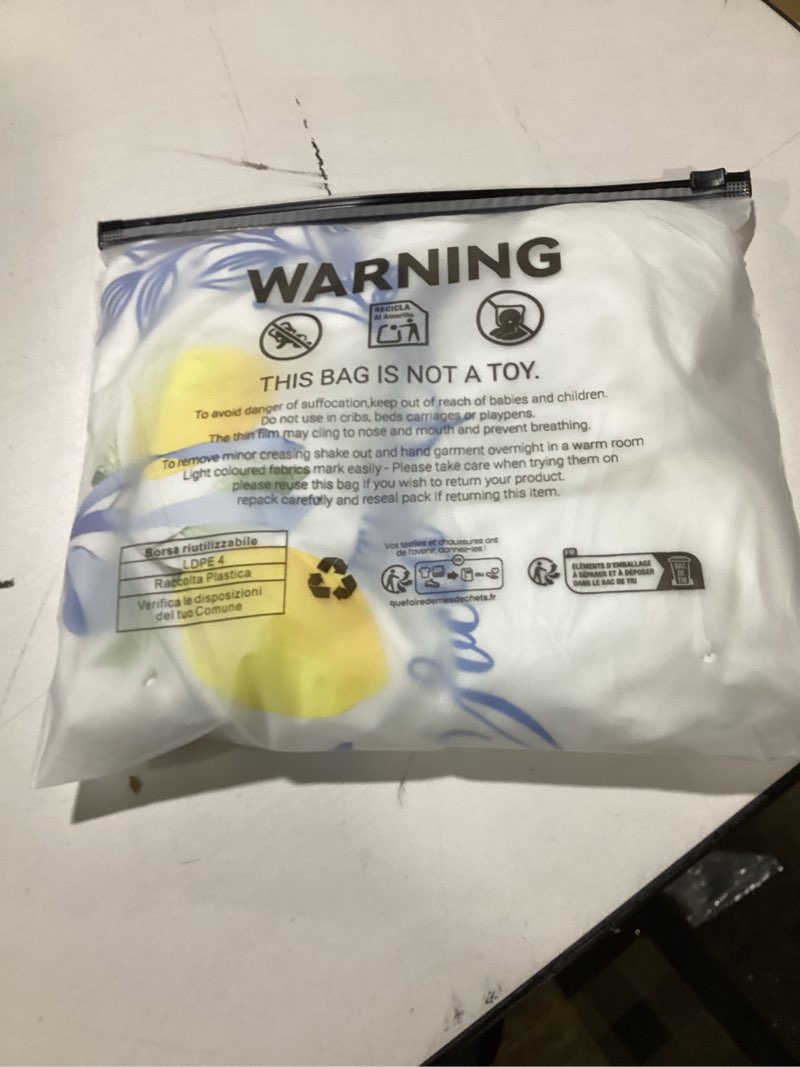 WARNING
RECICLA
Al Amarillo
THIS BAG IS NOT A TOY.
To avoid danger of suffocation,keep out of reach of babies and children.
Do not use in cribs, beds carriages or playpens.
The thin film may cling to nose and mouth and prevent breathing.
To remove minor creasing shake out and hand garment overnight in a warm room
Light coloured fabrics mark easily - Please take care when trying them on
please reuse this bag if you wish to return your product.
repack carefully and reseal pack if returning this item.
Borsa riutilizzabile
LDPE 4
Raccolta Plastica
Verifica le disposizioni
del tuo Comune
Vos textiles et chaussures ont
de l'avenir, donnez-les !
FR
quefairedemesdechets.fr
FR
ÉLÉMENTS D'EMBALLAGE
À SÉPARER ET À DÉPOSER
DANS LE BAC DE TRI
BAC
DE
TRI